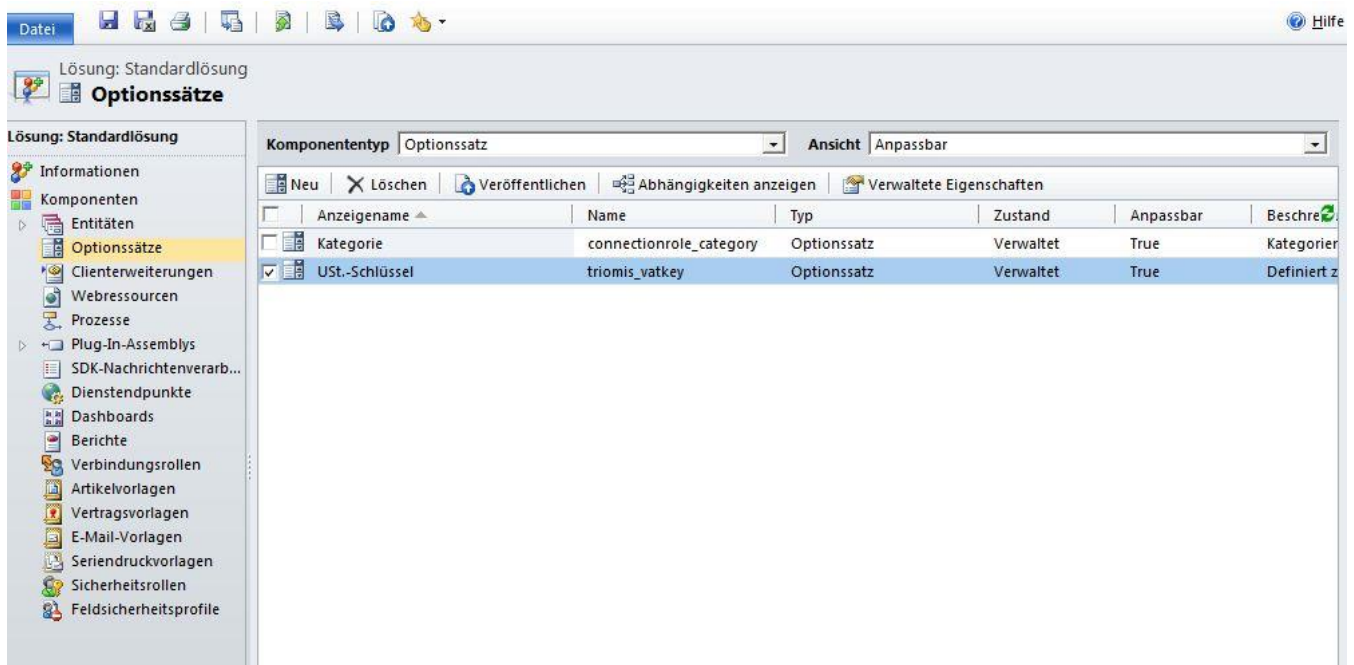 Datei
Hilfe
Lösung: Standardlösung
Optionssätze
Lösung: Standardlösung
Informationen
Komponenten
Entitäten
Optionssätze
Clienterweiterungen
Webressourcen
Prozesse
Plug-In-Assemblys
SDK-Nachrichtenverarb...
Dienstendpunkte
Dashboards
Berichte
Verbindungsrollen
Artikelvorlagen
Vertragsvorlagen
E-Mail-Vorlagen
Seriendruckvorlagen
Sicherheitsrollen
Feldsicherheitsprofile
Komponententyp Optionssatz Ansicht Anpassbar
Neu Löschen Veröffentlichen Abhängigkeiten anzeigen Verwaltete Eigenschaften
Anzeigename Name Typ Zustand Anpassbar Beschre
Kategorie connectionrole_category Optionssatz Verwaltet True Kategorier
USt.-Schlüssel triomis_vatkey Optionssatz Verwaltet True Definiert z